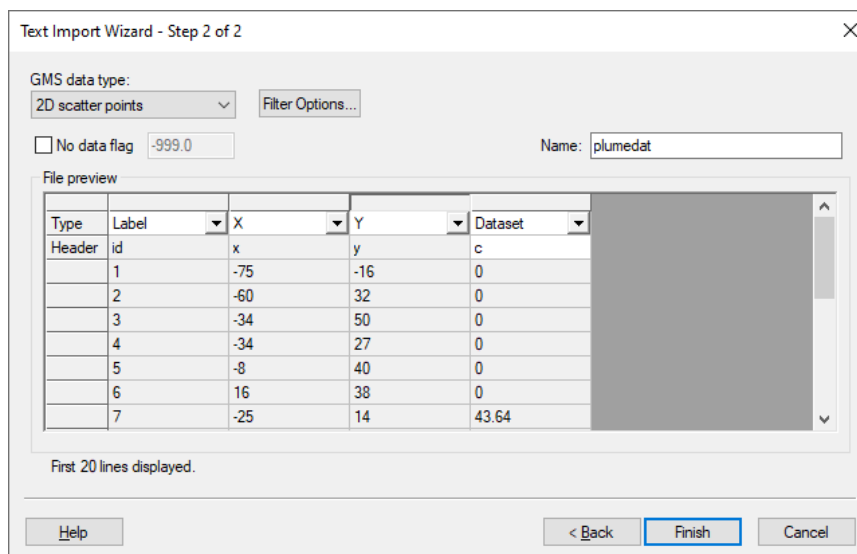 Text Import Wizard - Step 2 of 2
GMS data type:
2D scatter points Filter Options...
No data flag -999.0 Name: plumedat
File preview
Type Label X Y Dataset
Header id x y c
1 -75 -16 0
2 -60 32 0
3 -34 50 0
4 -34 27 0
5 -8 40 0
6 16 38 0
7 -25 14 43.64
First 20 lines displayed.
Help < Back Finish Cancel